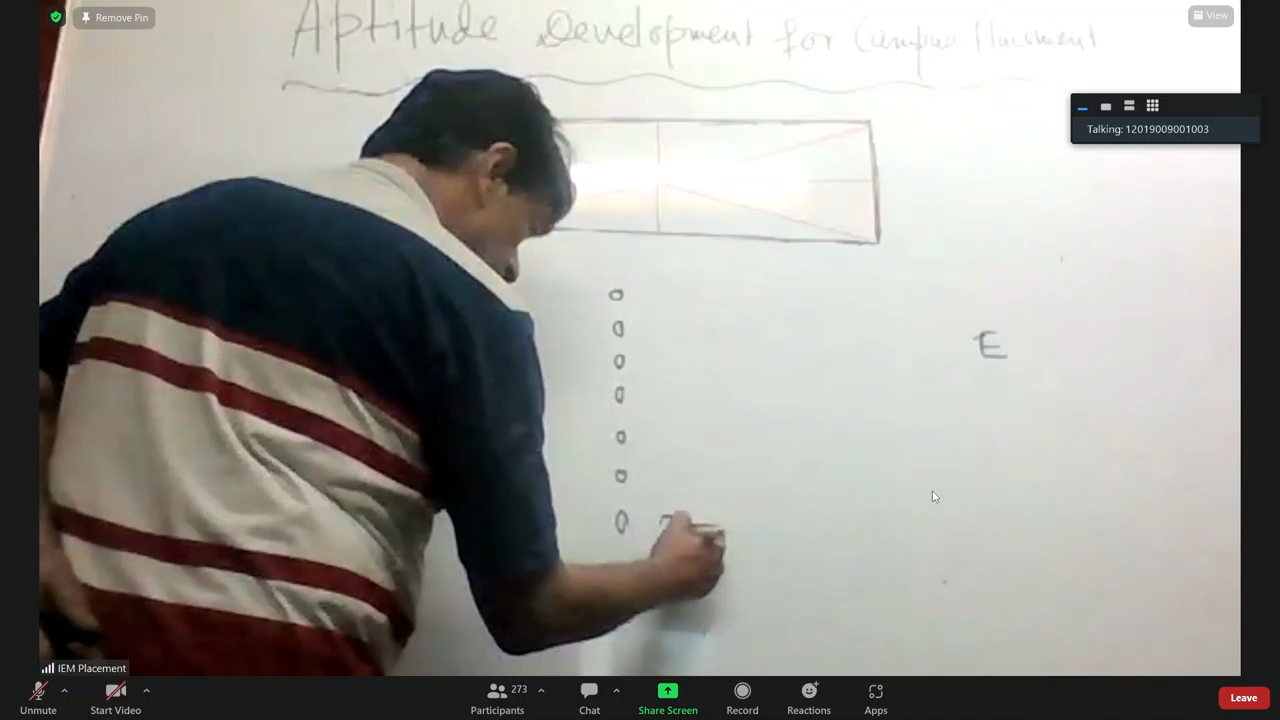 Remove Pin
View
Aptitude Development for Campus Placement
Talking: 12019009001003
E
IEM Placement
273
Unmute
Start Video
Participants
Chat
Share Screen
Record
Reactions
Apps
Leave